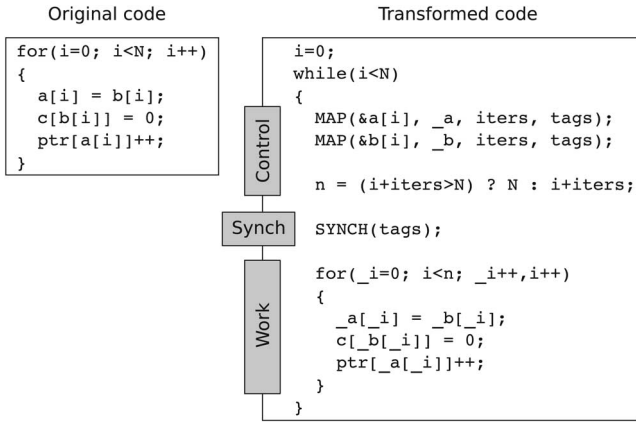 Original code
for(i=0; i<N; i++)
{
a[i] = b[i];
c[b[i]] = 0;
ptr[a[i]]++;
}
Transformed code
i=0;
while(i<N)
{
MAP(&a[i], _a, iters, tags);
MAP(&b[i], _b, iters, tags);
n = (i+iters>N) ? N : i+iters;
SYNCH(tags);
for(_i=0; i<n; _i++,i++)
{
_a[_i] = _b[_i];
c[_b[_i]] = 0;
ptr[_a[_i]]++;
}
}
Control
Synch
Work